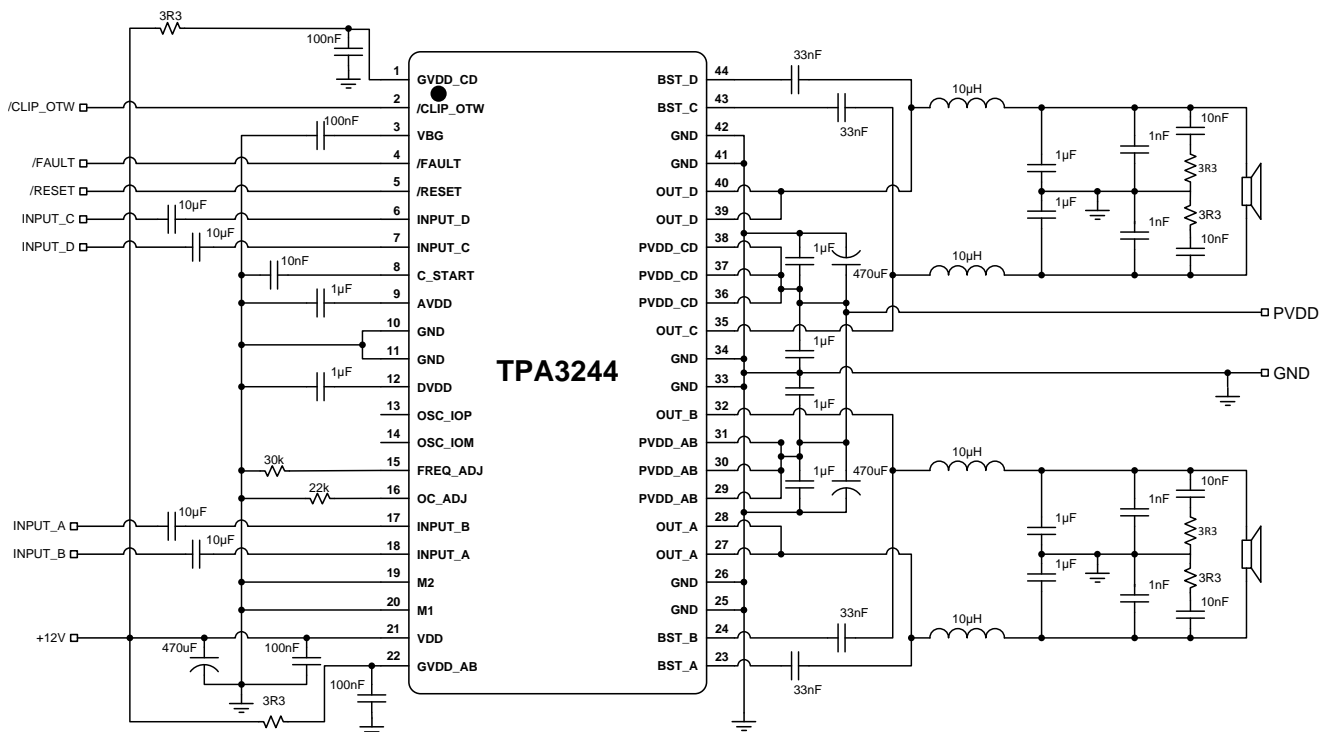 3R3
100nF
33nF
1
GVDD_CD
BST_D
44
10µH
/CLIP_OTW
2
/CLIP_OTW
BST_C
43
33nF
10nF
1nF
100nF
3
VBG
GND
42
1µF
3R3
/FAULT
4
/FAULT
GND
41
/RESET
5
/RESET
OUT_D
40
1µF
3R3
INPUT_C
10µF
6
INPUT_D
OUT_D
39
1nF
10nF
INPUT_D
10µF
7
INPUT_C
PVDD_CD
38
1µF
470uF
10µH
10nF
8
C_START
PVDD_CD
37
1µF
9
AVDD
PVDD_CD
36
PVDD
10
GND
OUT_C
35
1µF
11
GND
GND
34
TPA3244
1µF
12
DVDD
GND
33
GND
1µF
13
OSC_IOP
OUT_B
32
14
OSC_IOM
PVDD_AB
31
10µH
30k
15
FREQ_ADJ
PVDD_AB
30
1µF
470uF
10nF
22k
16
OC_ADJ
PVDD_AB
29
1nF
INPUT_A
10µF
17
INPUT_B
OUT_A
28
1µF
3R3
INPUT_B
10µF
18
INPUT_A
OUT_A
27
1µF
3R3
19
M2
GND
26
1nF
10nF
20
M1
GND
25
33nF
10µH
+12V
21
VDD
BST_B
24
470uF
100nF
22
GVDD_AB
BST_A
23
33nF
100nF
3R3